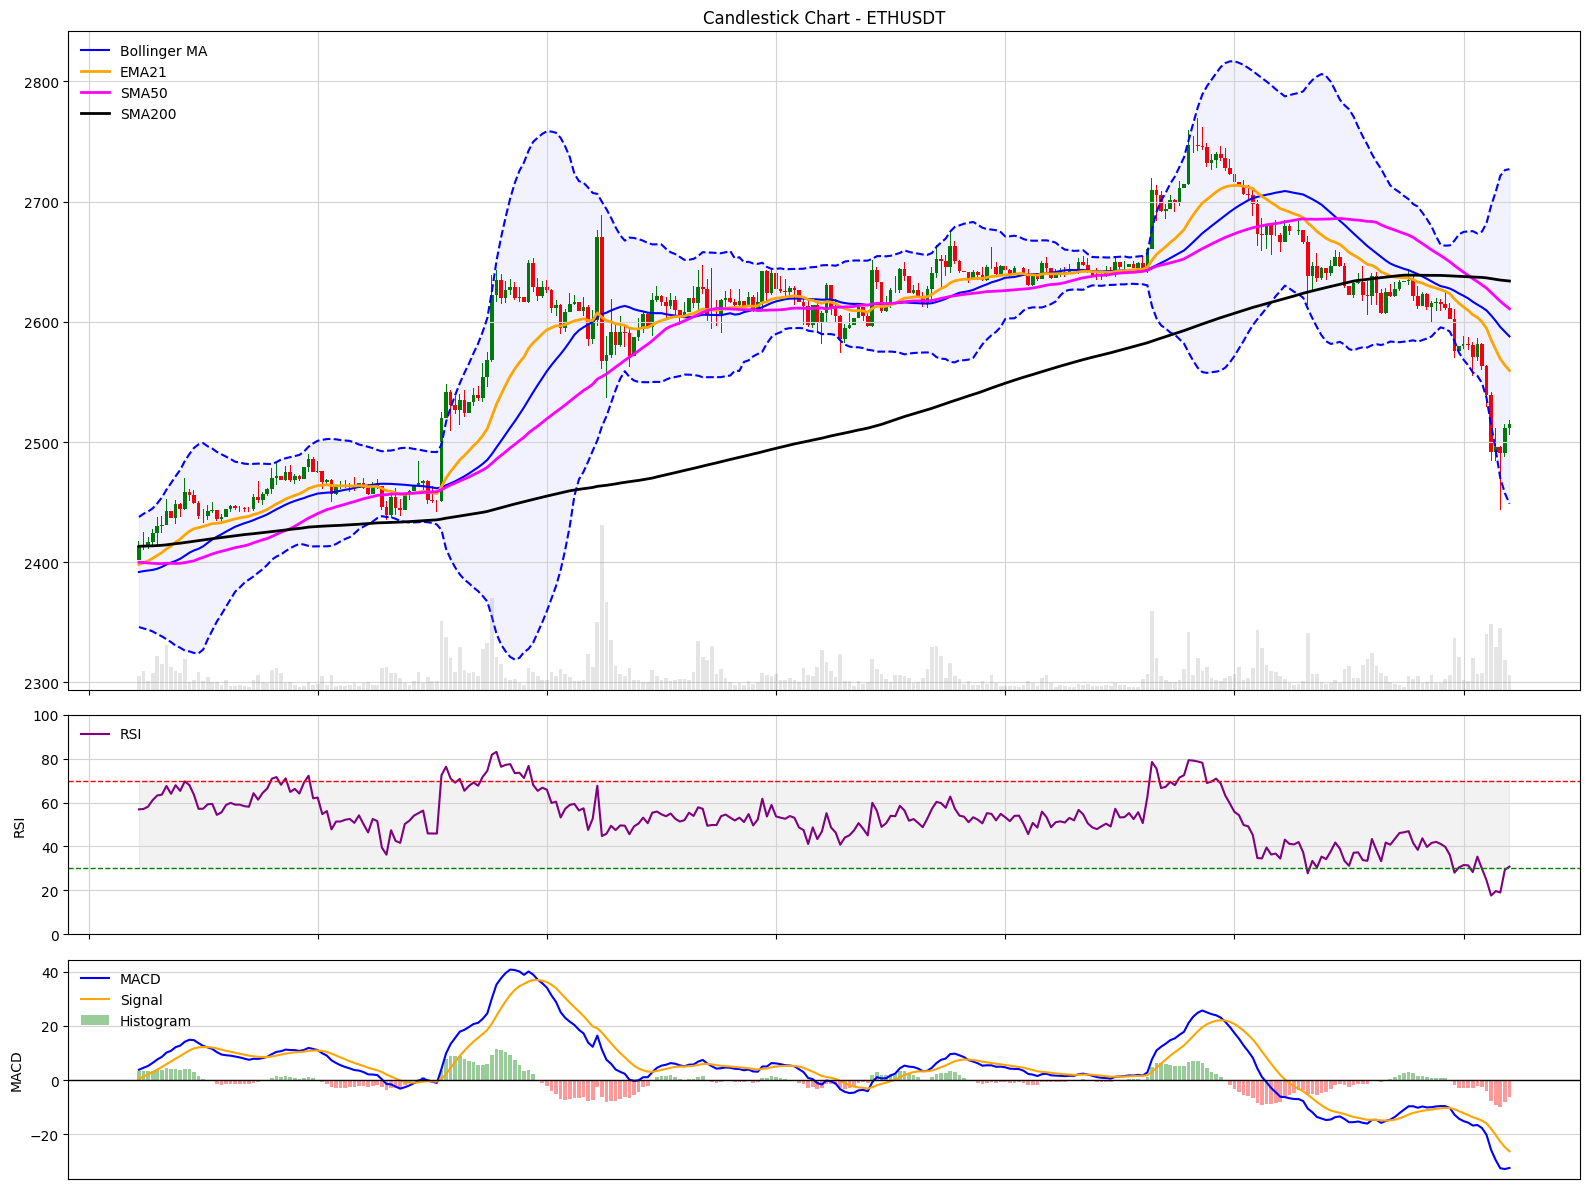 Candlestick Chart - ETHUSDT
Bollinger MA
EMA21
SMA50
SMA200
2800
2700
2600
2500
2400
2300
100
80
60
40
20
0
RSI
RSI
40
20
0
−20
MACD
MACD
Signal
Histogram